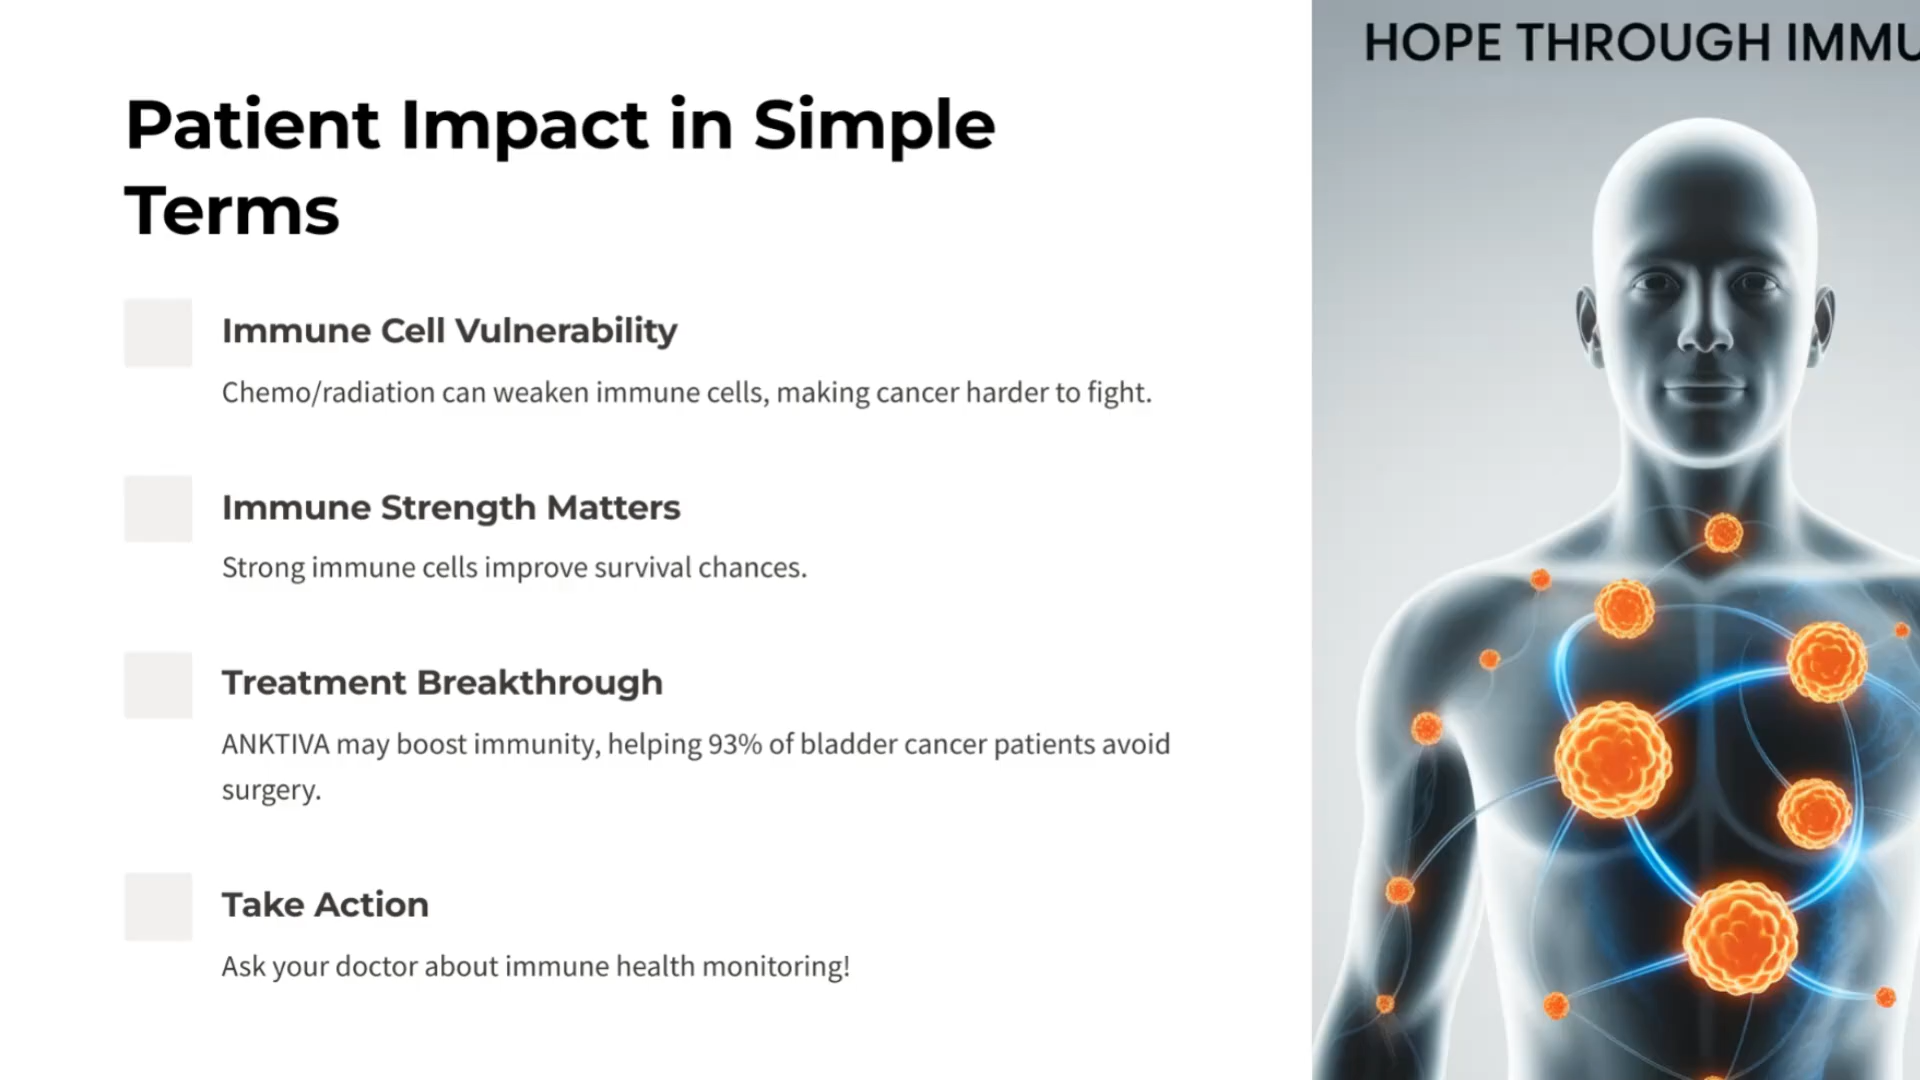 Patient Impact in Simple
Terms
Immune Cell Vulnerability
Chemo/radiation can weaken immune cells, making cancer harder to fight.
Immune Strength Matters
Strong immune cells improve survival chances.
Treatment Breakthrough
ANKTIVA may boost immunity, helping 93% of bladder cancer patients avoid
surgery.
Take Action
Ask your doctor about immune health monitoring!
HOPE THROUGH IMMU